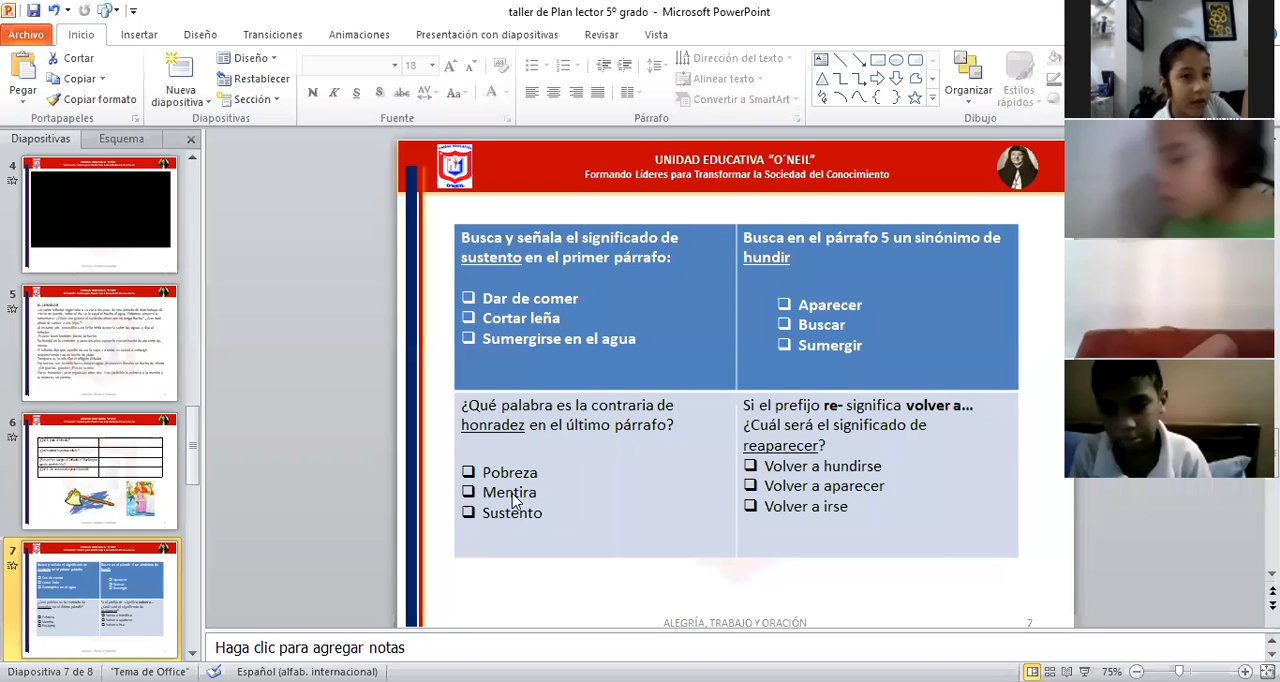 taller de Plan lector 5º grado - Microsoft PowerPoint
Archivo Inicio Insertar Diseño Transiciones Animaciones Presentación con diapositivas Revisar Vista
Cortar
Copiar
Copiar formato
Pegar
Portapapeles
Nueva
diapositiva
Diseño
Restablecer
Sección
Diapositivas
18
Fuente
Dirección del texto
Alinear texto
Convertir a SmartArt
Párrafo
Organizar
Estilos
rápidos
Dibujo
Diapositivas Esquema
4
5
6
7
UNIDAD EDUCATIVA “O´NEIL”
Formando Líderes para Transformar la Sociedad del Conocimiento
Busca y señala el significado de
sustento en el primer párrafo:
Dar de comer
Cortar leña
Sumergirse en el agua
Busca en el párrafo 5 un sinónimo de
hundir
Aparecer
Buscar
Sumergir
¿Qué palabra es la contraria de
honradez en el último párrafo?
Pobreza
Mentira
Sustento
Si el prefijo re- significa volver a...
¿Cuál será el significado de
reaparecer?
Volver a hundirse
Volver a aparecer
Volver a irse
ALEGRÍA, TRABAJO Y ORACIÓN 7
Haga clic para agregar notas
Diapositiva 7 de 8 "Tema de Office" Español (alfab. internacional) 75%